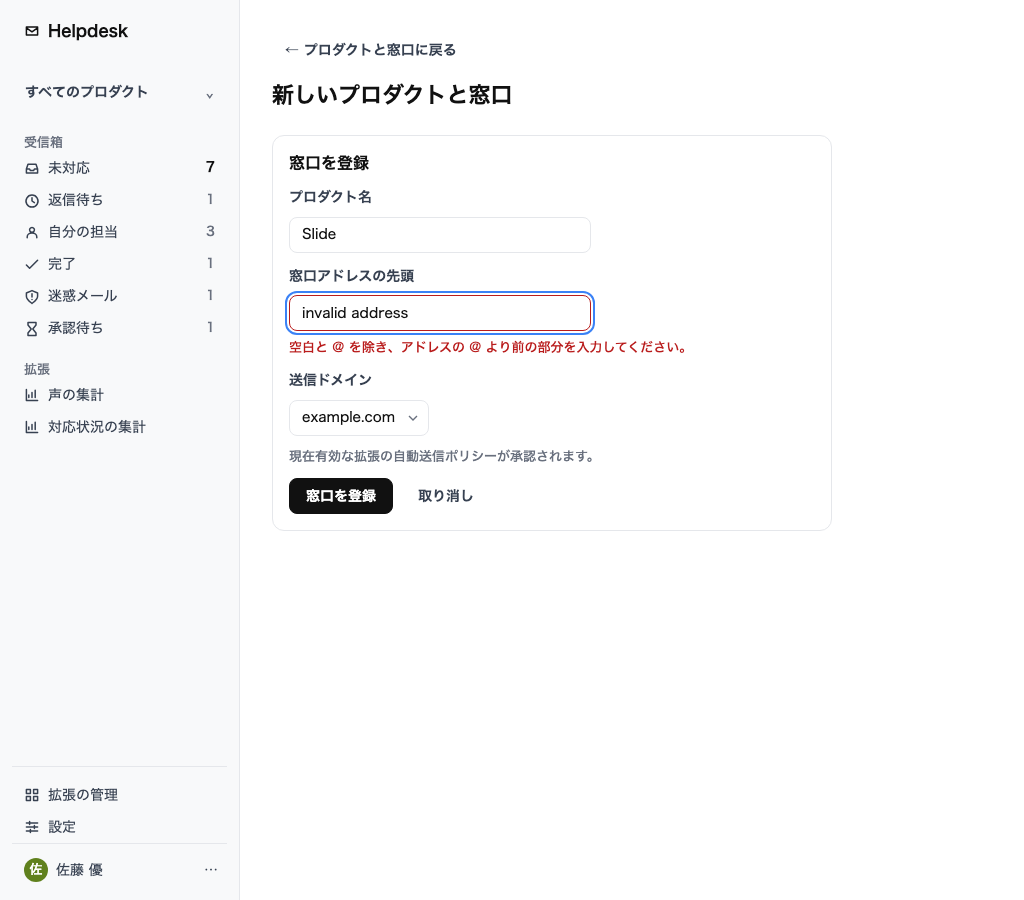 Helpdesk
すべてのプロダクト
受信箱
未対応 7
返信待ち 1
自分の担当 3
完了 1
迷惑メール 1
承認待ち 1
拡張
声の集計
対応状況の集計
拡張の管理
設定
佐 佐藤 優 …
← プロダクトと窓口に戻る
新しいプロダクトと窓口
窓口を登録
プロダクト名
Slide
窓口アドレスの先頭
invalid address
空白と @ を除き、アドレスの @ より前の部分を入力してください。
送信ドメイン
example.com
現在有効な拡張の自動送信ポリシーが承認されます。
窓口を登録 取り消し